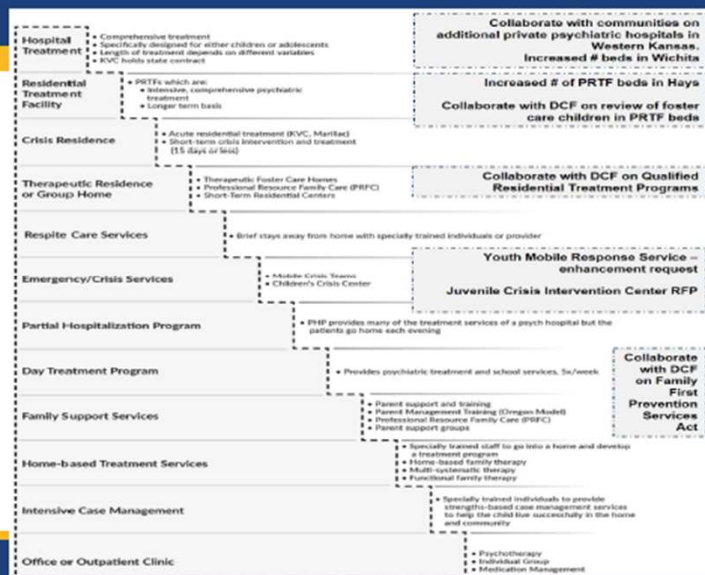 Hospital
Treatment
• Comprehensive treatment
• Specifically designed for either children or adolescents
• Length of treatment depends on different variables
• KVC holds state contract
Collaborate with communities on
additional private psychiatric hospitals in
Western Kansas.
Increased # beds in Wichita
Residential
Treatment
Facility
• PRTFs which are:
• Intensive, comprehensive psychiatric
treatment
• Longer term basis
Increased # of PRTF beds in Hays
Collaborate with DCF on review of foster
care children in PRTF beds
Crisis Residence
• Acute residential treatment (KVC, Marillac)
• Short-term crisis intervention and treatment
(15 days or less)
Therapeutic Residence
or Group Home
• Therapeutic Foster Care Homes
• Professional Resource Family Care (PRFC)
• Short-Term Residential Centers
Collaborate with DCF on Qualified
Residential Treatment Programs
Respite Care Services
• Brief stays away from home with specially trained individuals or provider
Emergency/Crisis Services
• Mobile Crisis Teams
• Children's Crisis Center
Youth Mobile Response Service –
enhancement request
Juvenile Crisis Intervention Center RFP
Partial Hospitalization Program
• PHP provides many of the treatment services of a psych hospital but the
patients go home each evening
Day Treatment Program
• Provides psychiatric treatment and school services, 5x/week
Collaborate
with DCF
on Family
First
Prevention
Services
Act
Family Support Services
• Parent support and training
• Parent Management Training (Oregon Model)
• Professional Resource Family Care (PRFC)
• Parent support groups
Home-based Treatment Services
• Specially trained staff to go into a home and develop
a treatment program
• Home-based family therapy
• Multi-systematic therapy
• Functional family therapy
Intensive Case Management
• Specially trained individuals to provide
strengths-based case management services
to help the child live successfully in the home
and community
Office or Outpatient Clinic
• Psychotherapy
• Individual Group
• Medication Management